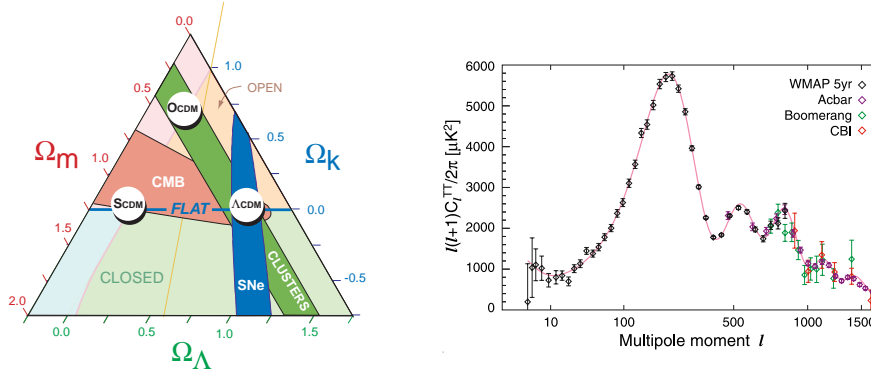 0.0
0.5
1.0
1.5
2.0
Ωm
1.0
0.5
0.0
-0.5
Ωk
OPEN
OCDM
CMB
SCDM
FLAT
ΛCDM
CLOSED
SNe
CLUSTERS
0.0
0.5
1.0
1.5
ΩΛ
WMAP 5yr
Acbar
Boomerang
CBI
6000
5000
4000
3000
2000
1000
0
l(l+1)C_l^TT/2π [μK²]
10
100
500
1000
1500
Multipole moment l